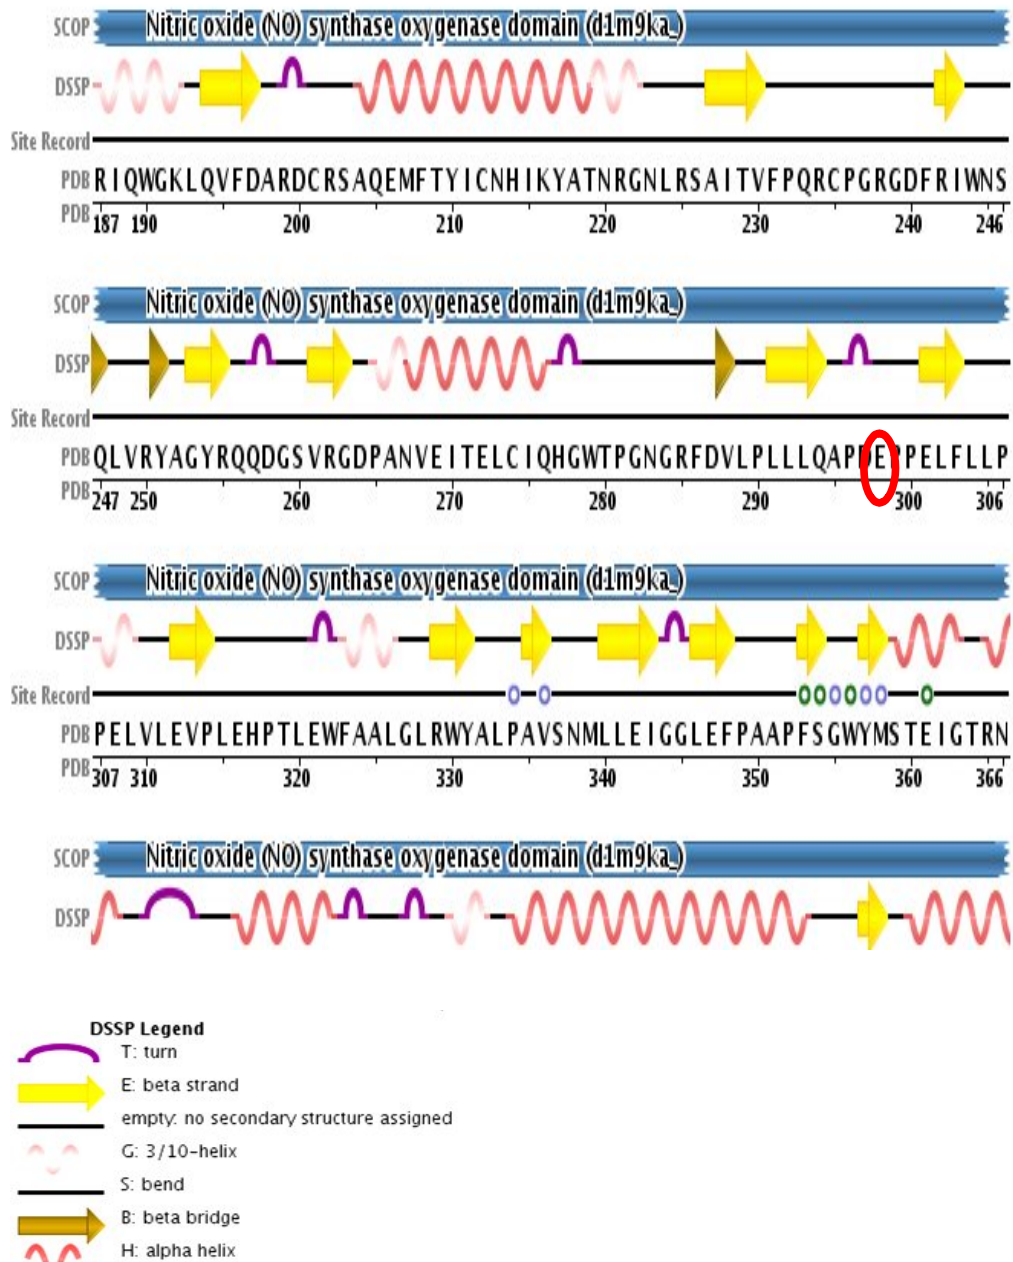 SCOP Nitric oxide (NO) synthase oxygenase domain (d1m9ka_)
DSSP
Site Record
PDB RIQWGKLQVFDARDCRSAQEMFTYICNHIKYATNRGNLRSAITVFPQRCPGRGDFRIWNS
PDB 187 190 200 210 220 230 240 246
SCOP Nitric oxide (NO) synthase oxygenase domain (d1m9ka_)
DSSP
Site Record
PDB QLVRYAGYRQQDGSVRGDPANVEITELCIQHGWTPGNGRFDVLPLLLQAPDEPPELFLLP
PDB 247 250 260 270 280 290 300 306
SCOP Nitric oxide (NO) synthase oxygenase domain (d1m9ka_)
DSSP
Site Record
PDB PELVLEVPLEHPTLEWFAALGLRWYALPAVSNMLLEIGGLEFPAAPFSGWYMSTEIGTRN
PDB 307 310 320 330 340 350 360 366
SCOP Nitric oxide (NO) synthase oxygenase domain (d1m9ka_)
DSSP
DSSP Legend
T: turn
E: beta strand
empty: no secondary structure assigned
G: 3/10-helix
S: bend
B: beta bridge
H: alpha helix